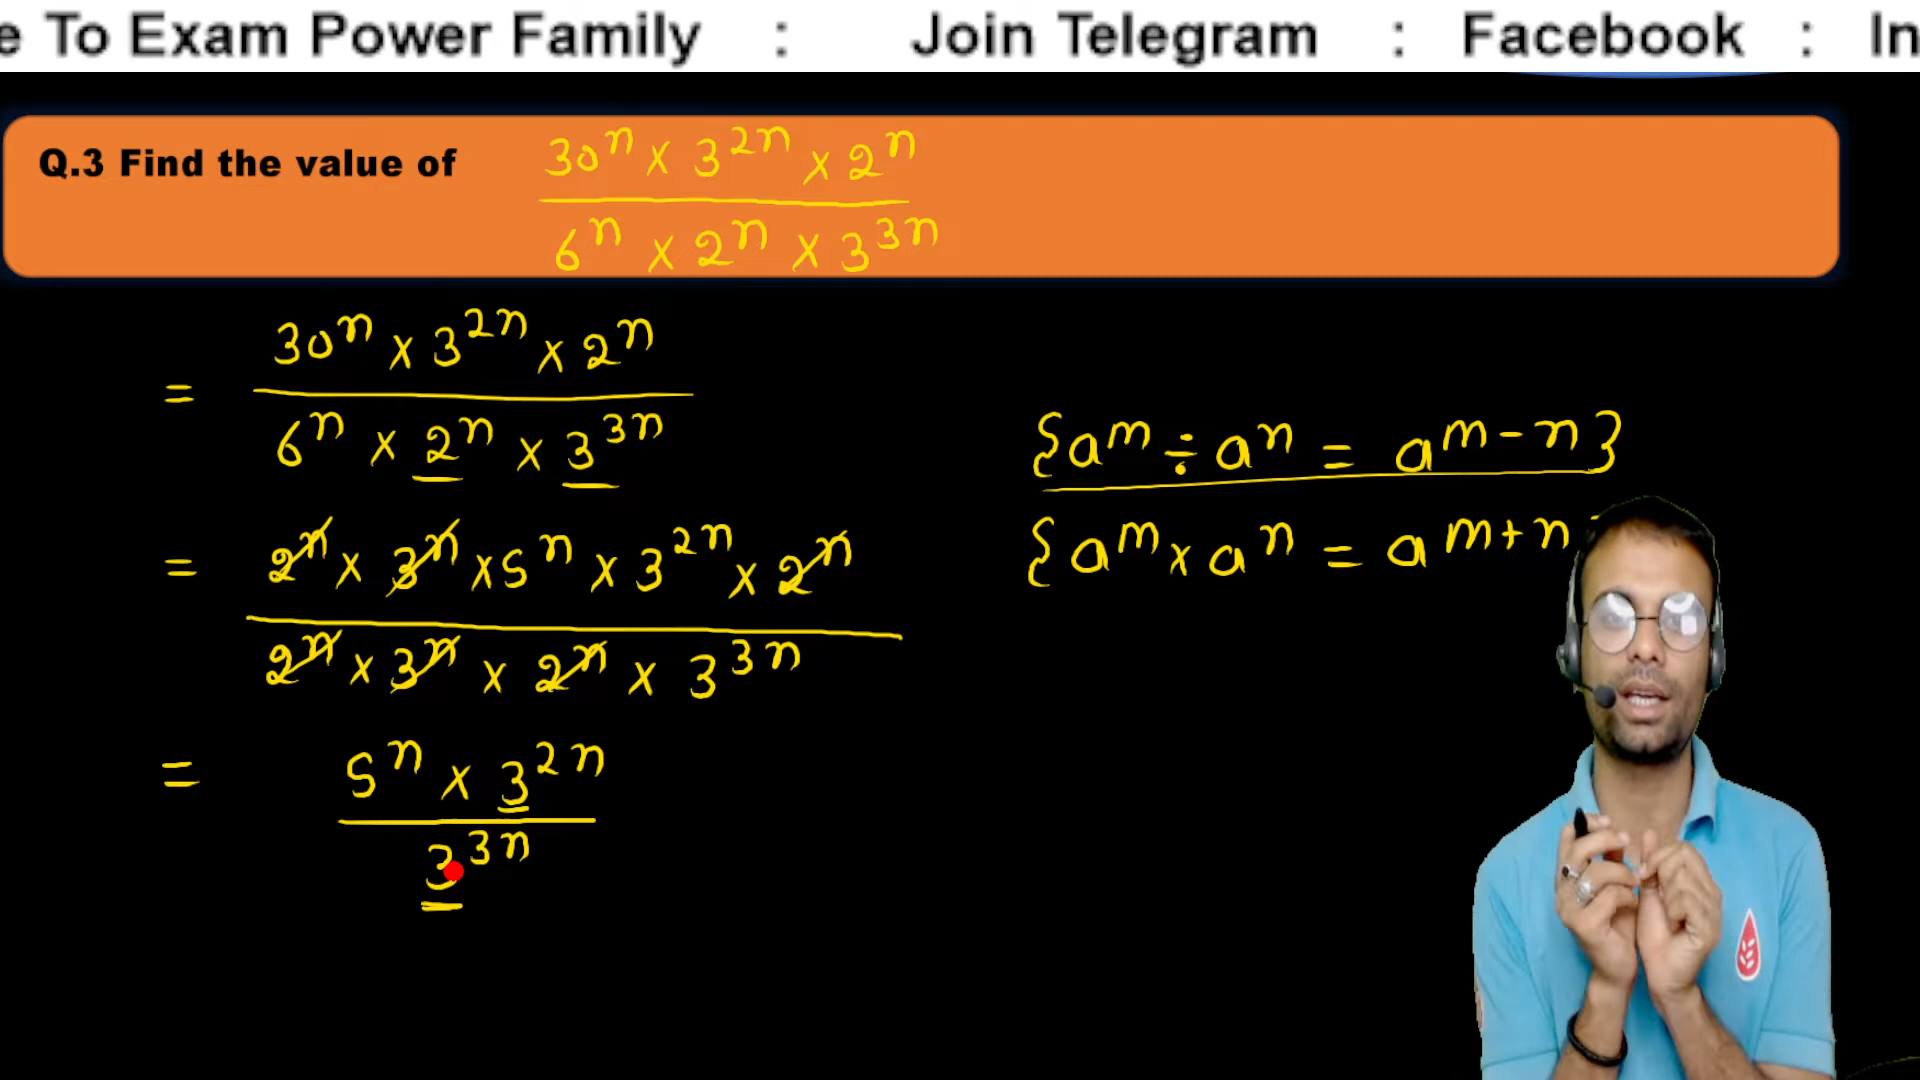 e To Exam Power Family : Join Telegram : Facebook : In
Q.3 Find the value of
30ⁿ × 3²ⁿ × 2ⁿ
6ⁿ × 2ⁿ × 3³ⁿ
30ⁿ × 3²ⁿ × 2ⁿ
=
6ⁿ × 2ⁿ × 3³ⁿ
= 2ⁿ × 3ⁿ × 5ⁿ × 3²ⁿ × 2ⁿ
2ⁿ × 3ⁿ × 2ⁿ × 3³ⁿ
= 5ⁿ × 3²ⁿ
3³ⁿ
{aᵐ ÷ aⁿ = aᵐ⁻ⁿ}
{aᵐ × aⁿ = aᵐ⁺ⁿ